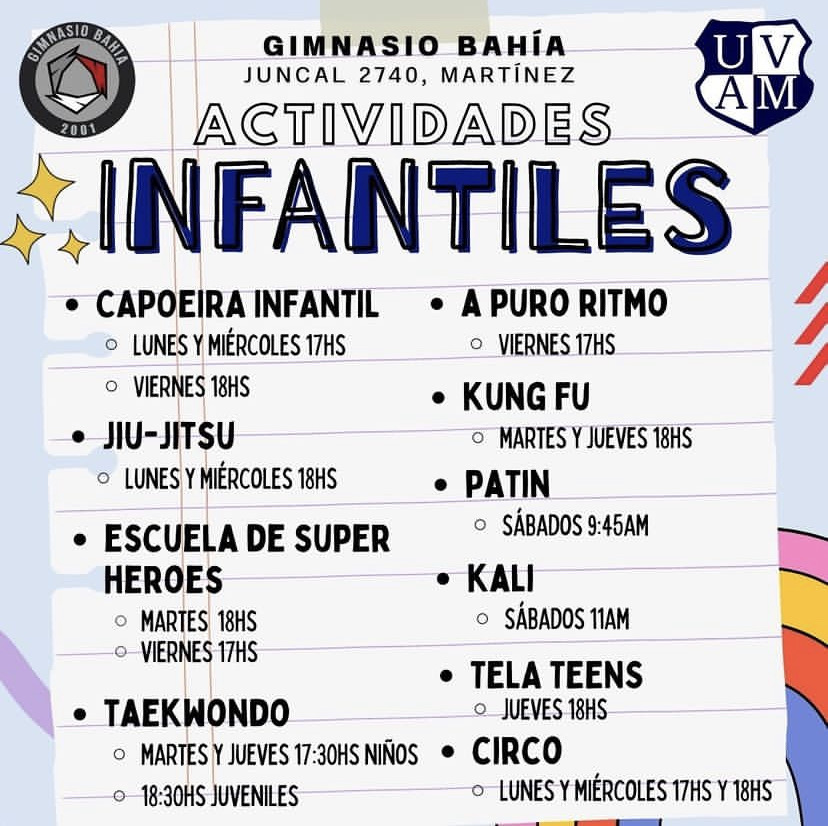 GIMNASIO BAHIA
2001
GIMNASIO BAHÍA
JUNCAL 2740, MARTÍNEZ
UV
AM
ACTIVIDADES
INFANTILES
• CAPOEIRA INFANTIL
○ LUNES Y MIÉRCOLES 17HS
○ VIERNES 18HS
• JIU-JITSU
○ LUNES Y MIÉRCOLES 18HS
• ESCUELA DE SUPER
HEROES
○ MARTES 18HS
○ VIERNES 17HS
• TAEKWONDO
○ MARTES Y JUEVES 17:30HS NIÑOS
○ 18:30HS JUVENILES
• A PURO RITMO
○ VIERNES 17HS
• KUNG FU
○ MARTES Y JUEVES 18HS
• PATIN
○ SÁBADOS 9:45AM
• KALI
○ SÁBADOS 11AM
• TELA TEENS
○ JUEVES 18HS
• CIRCO
○ LUNES Y MIÉRCOLES 17HS Y 18HS